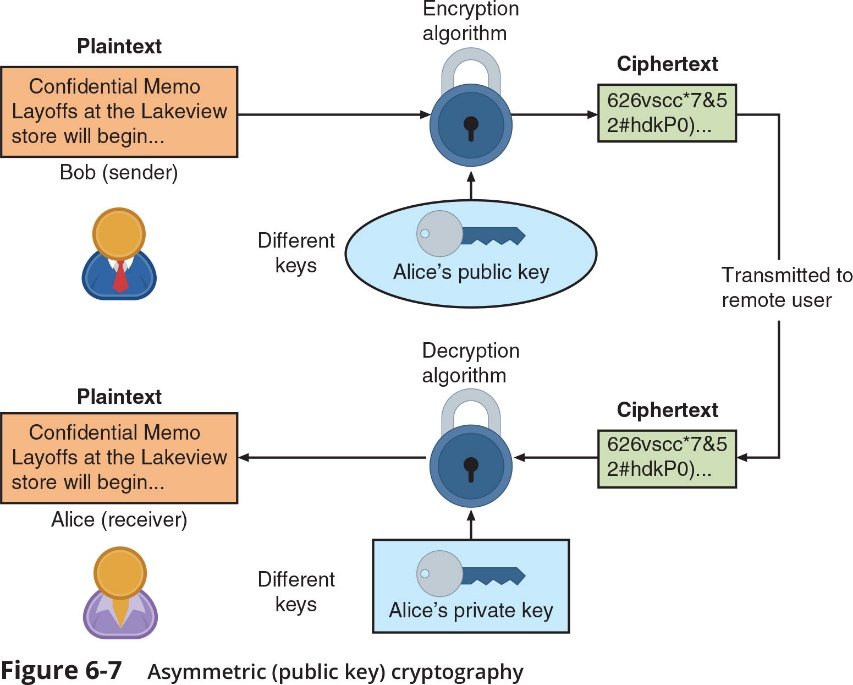 Encryption
algorithm
Plaintext
Confidential Memo
Layoffs at the Lakeview
store will begin...
Bob (sender)
Ciphertext
626vscc*7&5
2#hdkP0)...
Different
keys
Alice's public key
Transmitted to
remote user
Decryption
algorithm
Plaintext
Confidential Memo
Layoffs at the Lakeview
store will begin...
Alice (receiver)
Ciphertext
626vscc*7&5
2#hdkP0)...
Different
keys
Alice's private key
Figure 6-7 Asymmetric (public key) cryptography